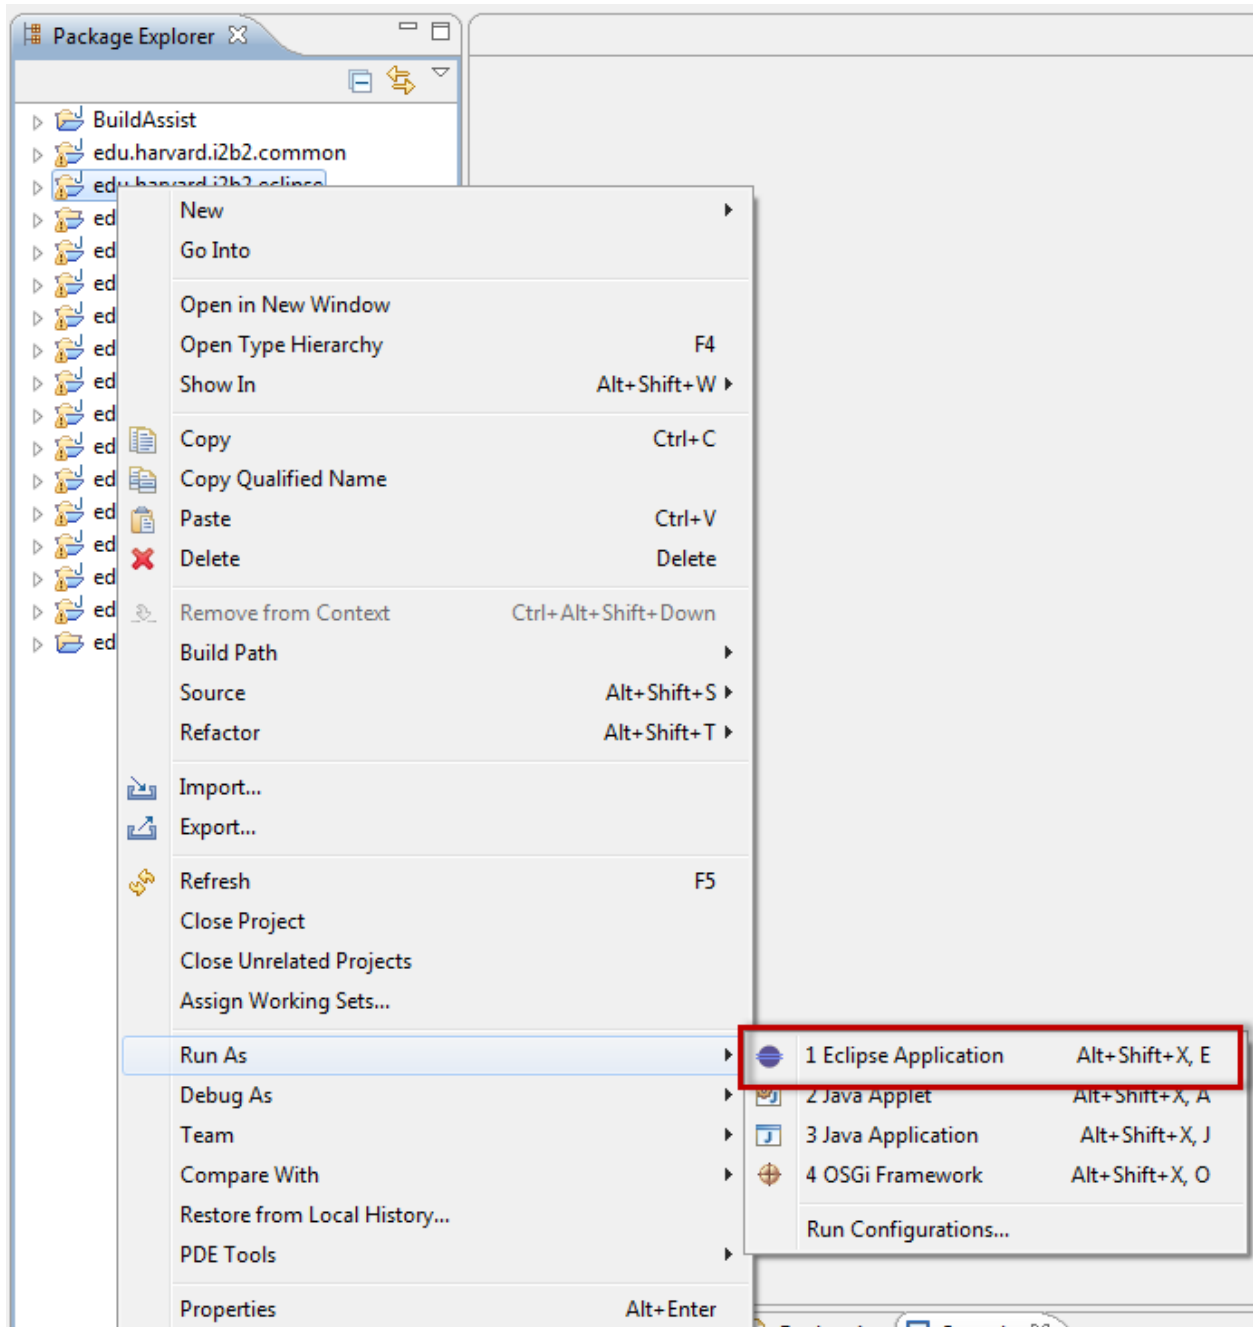 Package Explorer
BuildAssist
edu.harvard.i2b2.common
edu.harvard.i2b2.eclipse
ed
ed
ed
ed
ed
ed
ed
ed
ed
ed
ed
ed
ed
ed
New
Go Into
Open in New Window
Open Type Hierarchy F4
Show In Alt+Shift+W
Copy Ctrl+C
Copy Qualified Name
Paste Ctrl+V
Delete Delete
Remove from Context Ctrl+Alt+Shift+Down
Build Path
Source Alt+Shift+S
Refactor Alt+Shift+T
Import...
Export...
Refresh F5
Close Project
Close Unrelated Projects
Assign Working Sets...
Run As
Debug As
Team
Compare With
Restore from Local History...
PDE Tools
Properties Alt+Enter
1 Eclipse Application Alt+Shift+X, E
2 Java Applet Alt+Shift+X, A
3 Java Application Alt+Shift+X, J
4 OSGi Framework Alt+Shift+X, O
Run Configurations...